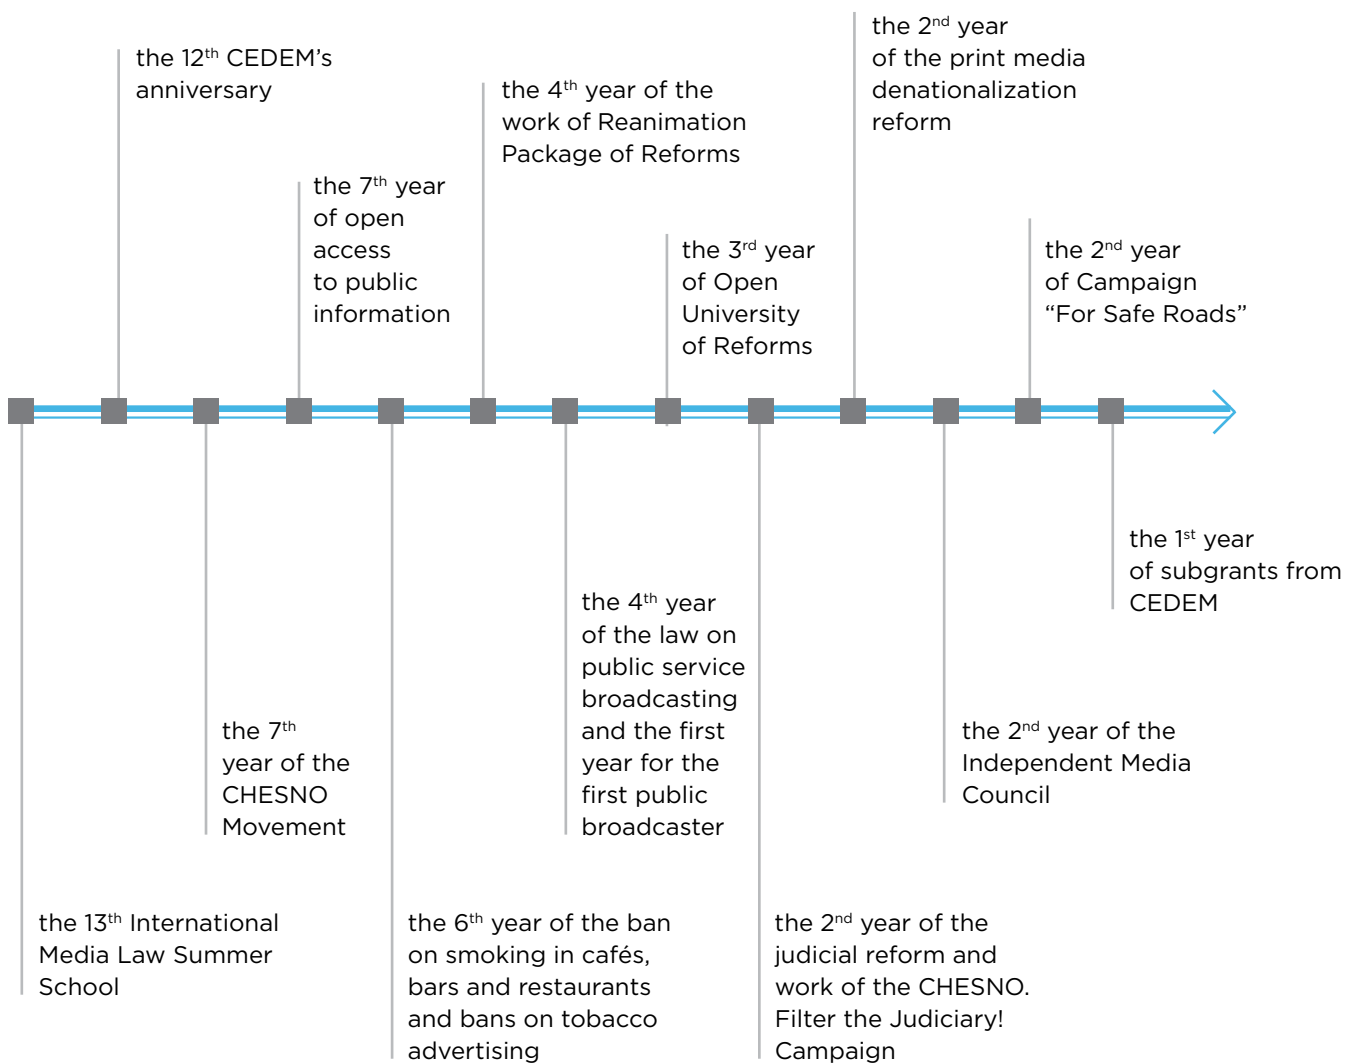 the 12th CEDEM's
anniversary
the 7th year
of open
access
to public
information
the 4th year of the
work of Reanimation
Package of Reforms
the 3rd year
of Open
University
of Reforms
the 2nd year
of the print media
denationalization
reform
the 2nd year
of Campaign
“For Safe Roads”
the 13th International
Media Law Summer
School
the 7th
year of the
CHESNO
Movement
the 6th year of the ban
on smoking in cafés,
bars and restaurants
and bans on tobacco
advertising
the 4th year
of the law on
public service
broadcasting
and the first
year for the
first public
broadcaster
the 2nd year of the
judicial reform and
work of the CHESNO.
Filter the Judiciary!
Campaign
the 2nd year of the
Independent Media
Council
the 1st year
of subgrants from
CEDEM